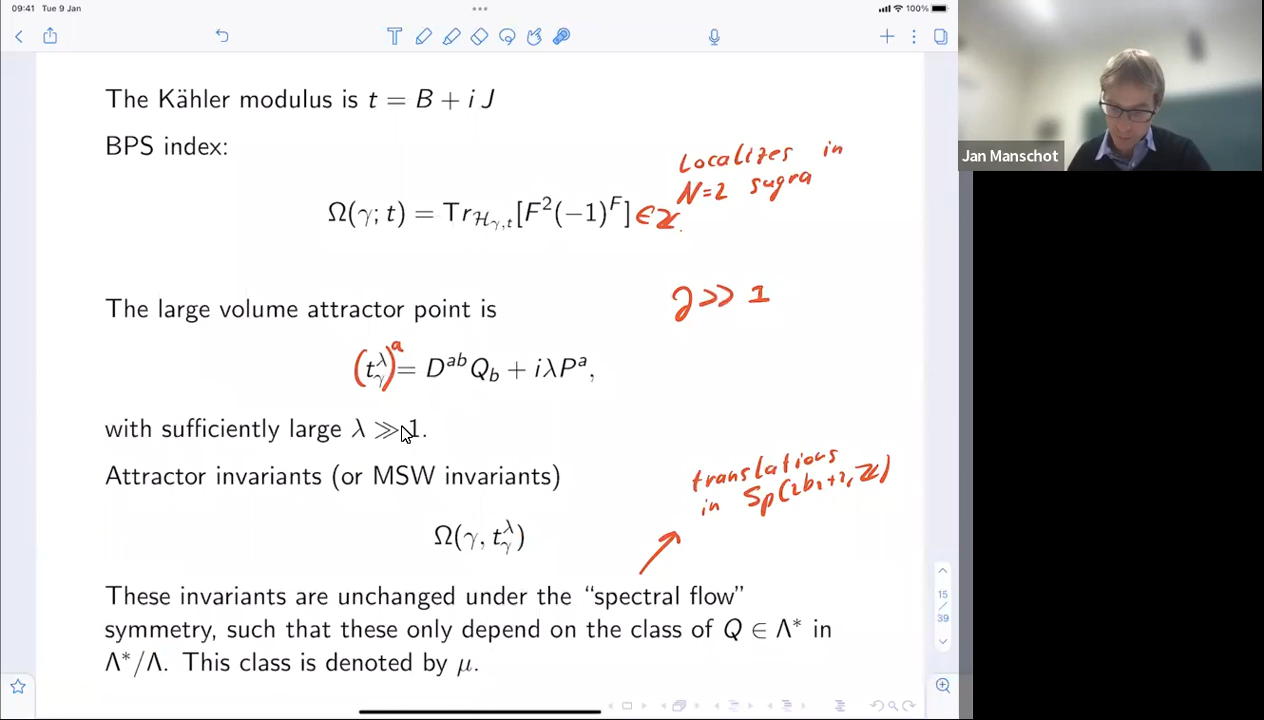 09:41 Tue 9 Jan
100%
The Kähler modulus is t = B + i J
BPS index:
Localizes in
N=2 sugra
Ω(γ; t) = Tr_{H_{γ,t}}[F²(−1)^F] ∈ ℤ.
The large volume attractor point is
J >> 1
(t^λ_γ)^a = D^{ab} Q_b + iλP^a,
with sufficiently large λ ≫ 1.
Attractor invariants (or MSW invariants)
translations
in Sp(2b₂+2, ℤ)
Ω(γ, t^λ_γ)
These invariants are unchanged under the “spectral flow”
symmetry, such that these only depend on the class of Q ∈ Λ* in
Λ*/Λ. This class is denoted by μ.
15
/
39
Jan Manschot